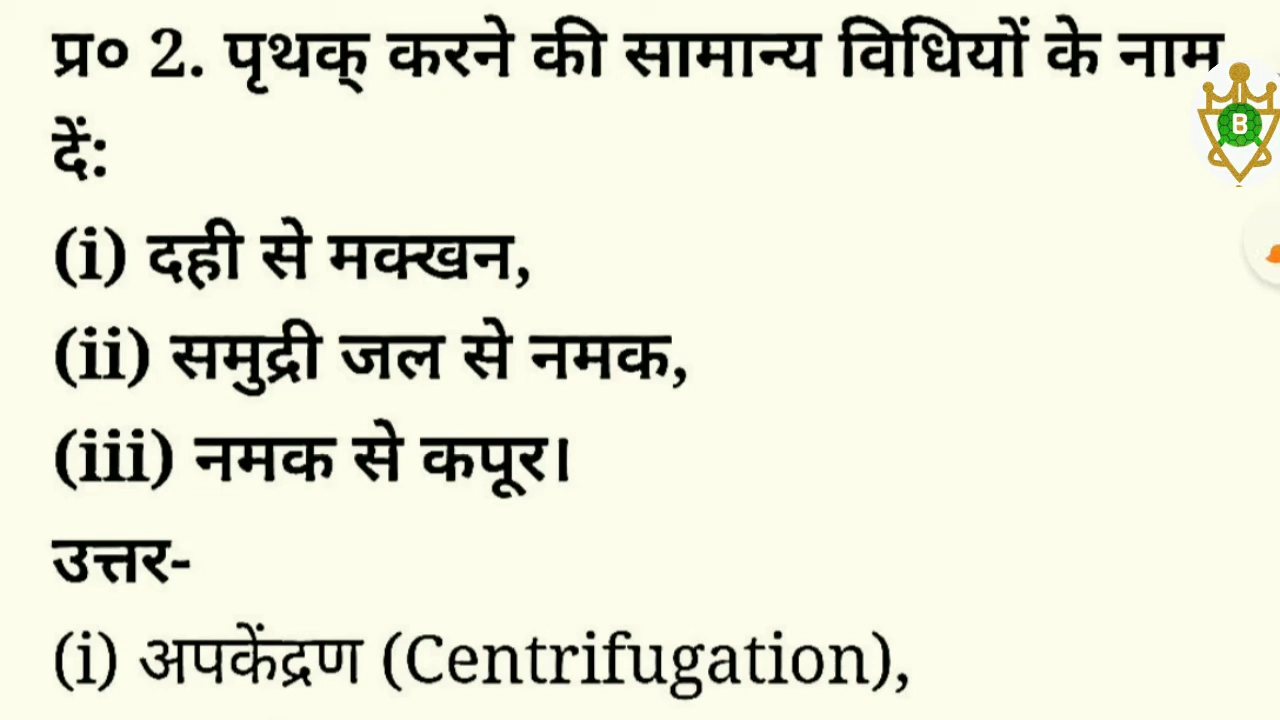 प्र० 2. पृथक् करने की सामान्य विधियों के नाम
दें:
(i) दही से मक्खन,
(ii) समुद्री जल से नमक,
(iii) नमक से कपूर।
उत्तर-
(i) अपकेंद्रण (Centrifugation),
B